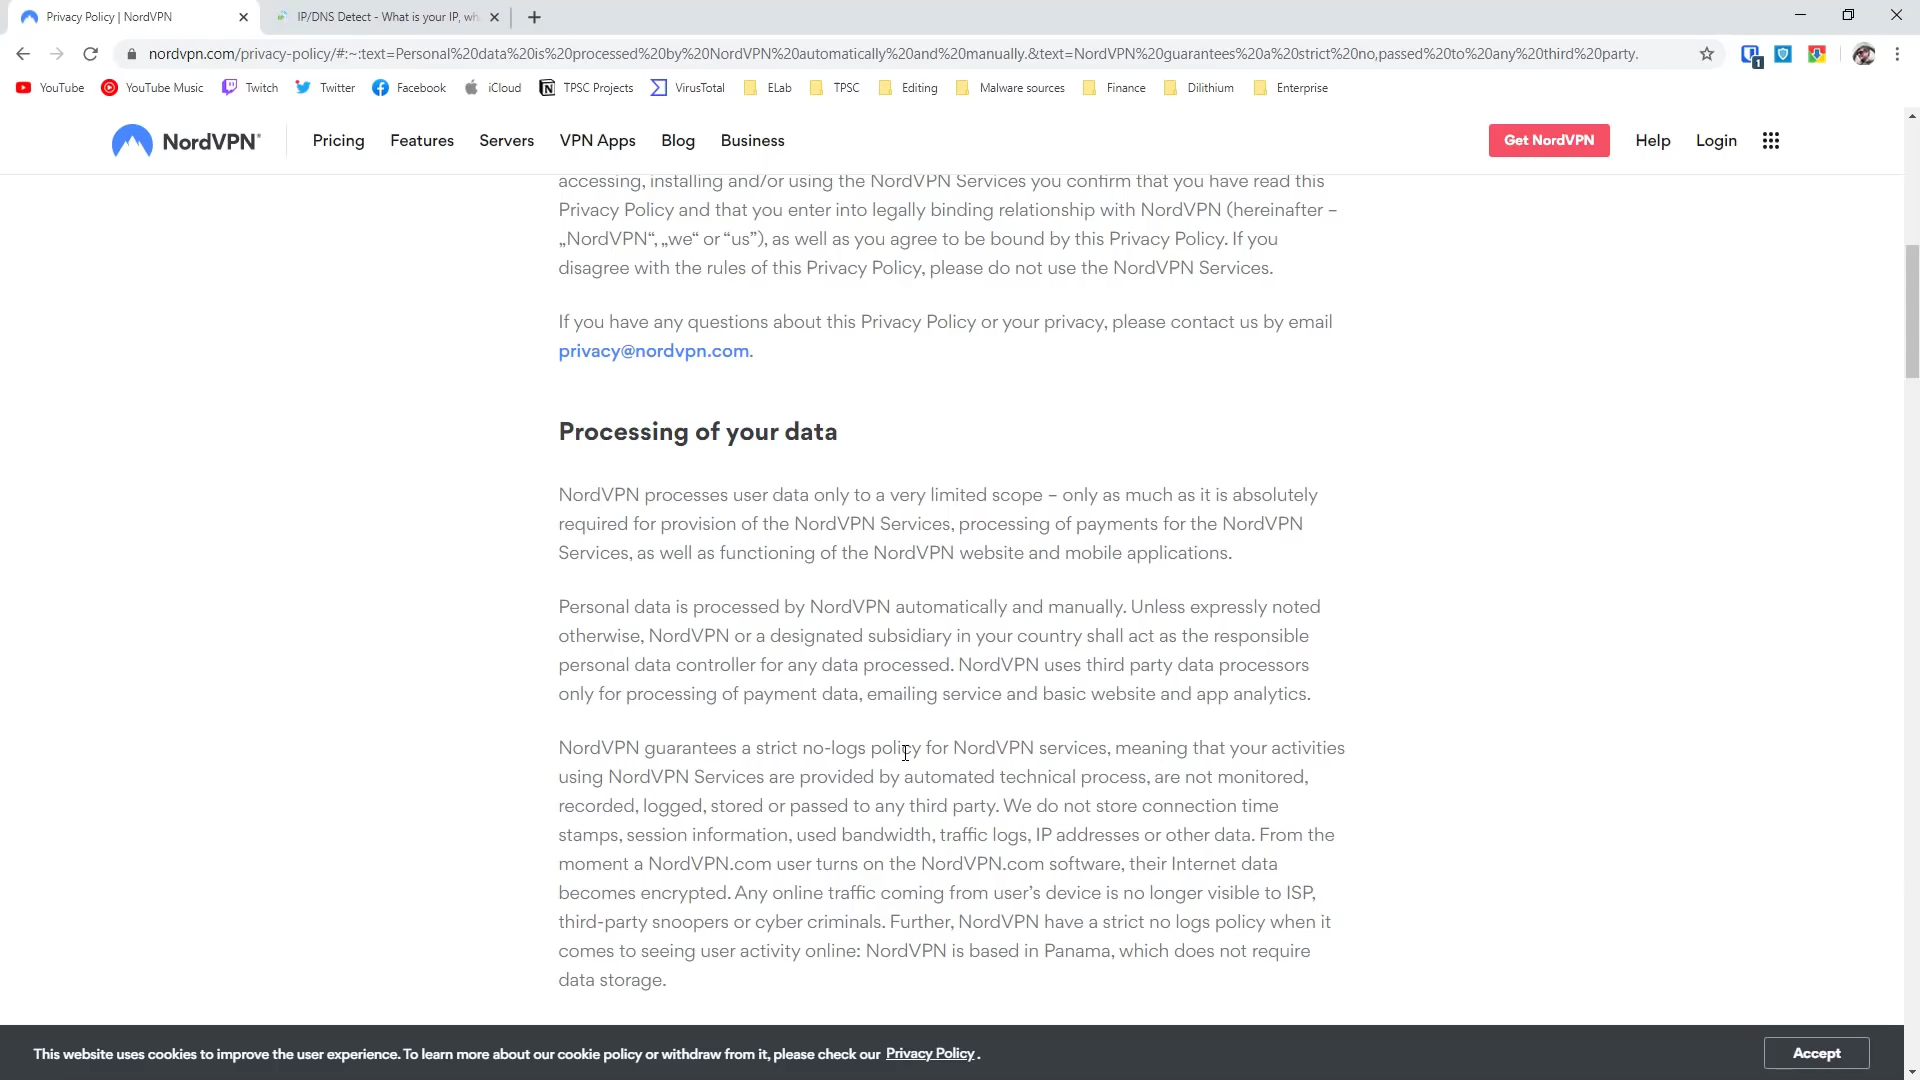 Privacy Policy | NordVPN
IP/DNS Detect - What is your IP, wh
nordvpn.com/privacy-policy/#:~:text=Personal%20data%20is%20processed%20by%20NordVPN%20automatically%20and%20manually.&text=NordVPN%20guarantees%20a%20strict%20no,passed%20to%20any%20third%20party.
1
YouTube YouTube Music Twitch Twitter Facebook iCloud TPSC Projects VirusTotal ELab TPSC Editing Malware sources Finance Dilithium Enterprise
NordVPN® Pricing Features Servers VPN Apps Blog Business Get NordVPN Help Login
accessing, installing and/or using the NordVPN Services you confirm that you have read this
Privacy Policy and that you enter into legally binding relationship with NordVPN (hereinafter –
„NordVPN“, „we“ or “us”), as well as you agree to be bound by this Privacy Policy. If you
disagree with the rules of this Privacy Policy, please do not use the NordVPN Services.
If you have any questions about this Privacy Policy or your privacy, please contact us by email
privacy@nordvpn.com.
Processing of your data
NordVPN processes user data only to a very limited scope – only as much as it is absolutely
required for provision of the NordVPN Services, processing of payments for the NordVPN
Services, as well as functioning of the NordVPN website and mobile applications.
Personal data is processed by NordVPN automatically and manually. Unless expressly noted
otherwise, NordVPN or a designated subsidiary in your country shall act as the responsible
personal data controller for any data processed. NordVPN uses third party data processors
only for processing of payment data, emailing service and basic website and app analytics.
NordVPN guarantees a strict no-logs policy for NordVPN services, meaning that your activities
using NordVPN Services are provided by automated technical process, are not monitored,
recorded, logged, stored or passed to any third party. We do not store connection time
stamps, session information, used bandwidth, traffic logs, IP addresses or other data. From the
moment a NordVPN.com user turns on the NordVPN.com software, their Internet data
becomes encrypted. Any online traffic coming from user’s device is no longer visible to ISP,
third-party snoopers or cyber criminals. Further, NordVPN have a strict no logs policy when it
comes to seeing user activity online: NordVPN is based in Panama, which does not require
data storage.
This website uses cookies to improve the user experience. To learn more about our cookie policy or withdraw from it, please check our Privacy Policy.
Accept